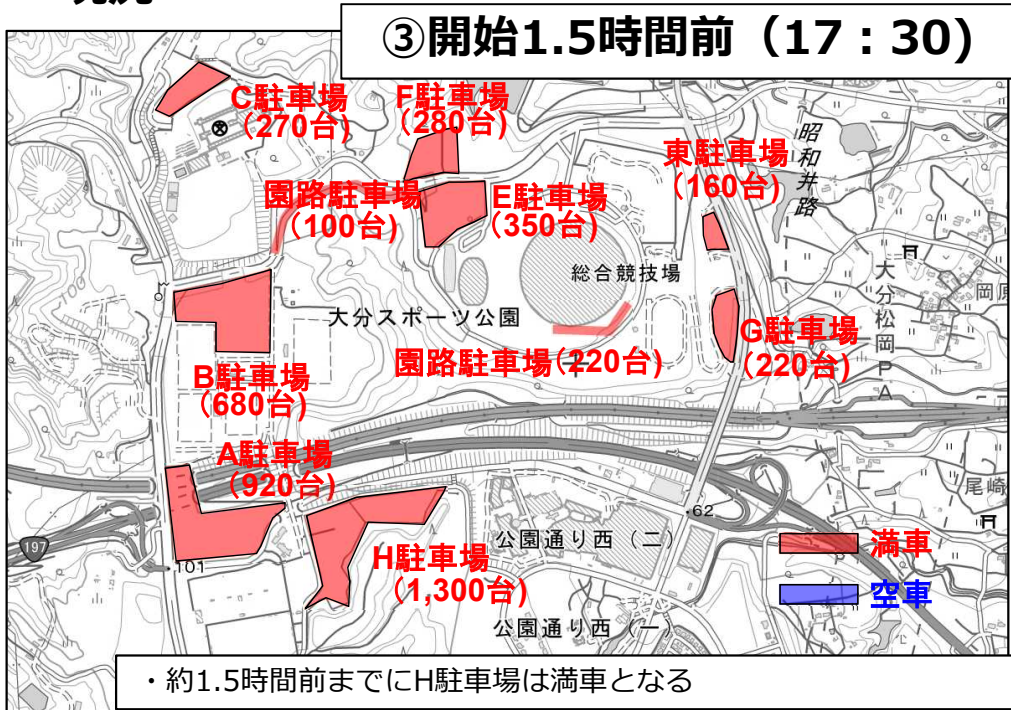 ③開始1.5時間前（17：30)
C駐車場
（270台)
F駐車場
（280台)
東駐車場
（160台)
昭和井路
園路駐車場
（100台)
E駐車場
（350台)
総合競技場
大分松岡PA
岡原
大分スポーツ公園
園路駐車場(220台)
G駐車場
（220台)
B駐車場
（680台)
A駐車場
（920台)
尾崎
62
197
101
公園通り西（二）
H駐車場
（1,300台)
満車
空車
公園通り西（一）
・約1.5時間前までにH駐車場は満車となる